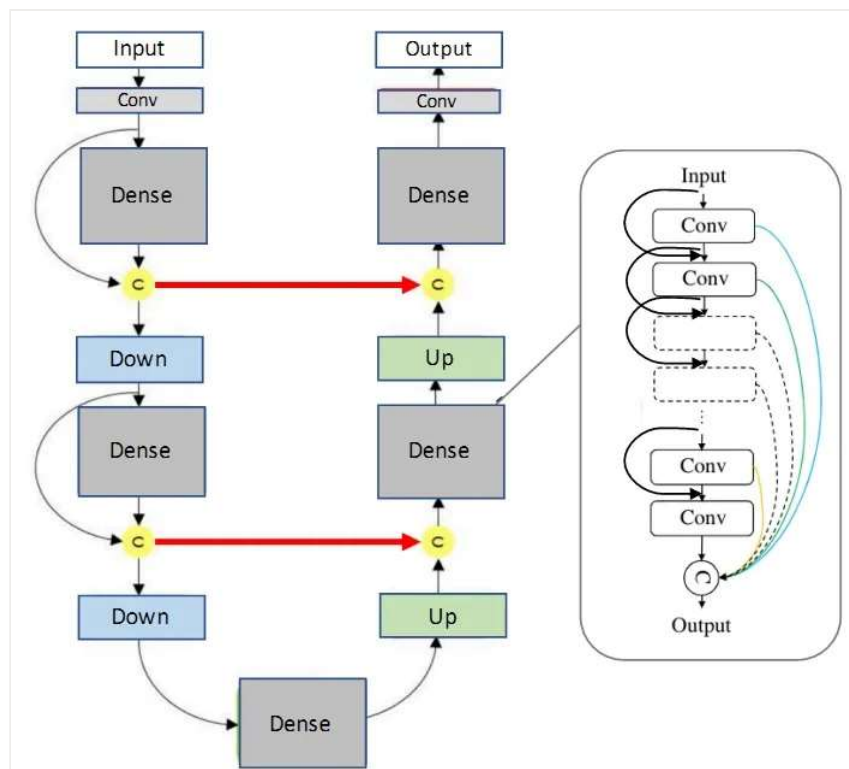 Input
Conv
Dense
C
Down
Dense
C
Down
Dense
Up
C
Dense
Up
C
Dense
Conv
Output
Input
Conv
Conv
Conv
Conv
C
Output